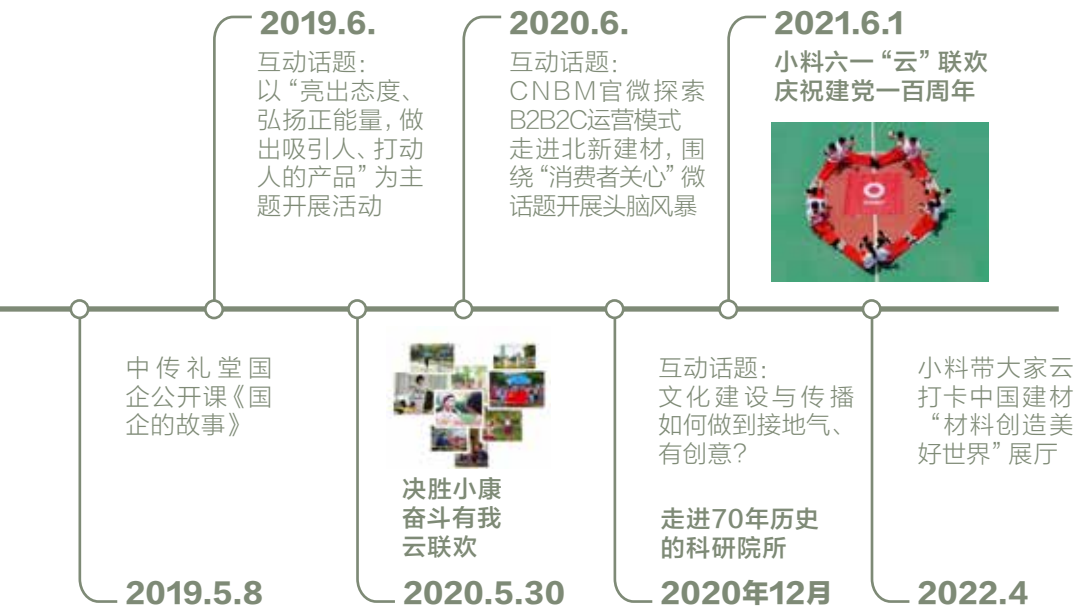 2019.6.
互动话题：
以“亮出态度、
弘扬正能量，做
出吸引人、打动
人的产品”为主
题开展活动
2020.6.
互动话题：
CNBM官微探索
B2B2C运营模式
走进北新建材，围
绕“消费者关心”微
话题开展头脑风暴
2021.6.1
小料六一“云”联欢
庆祝建党一百周年
中传礼堂国
企公开课《国
企的故事》
2019.5.8
决胜小康
奋斗有我
云联欢
2020.5.30
互动话题：
文化建设与传播
如何做到接地气、
有创意？
走进70年历史
的科研院所
2020年12月
小料带大家云
打卡中国建材
“材料创造美
好世界”展厅
2022.4